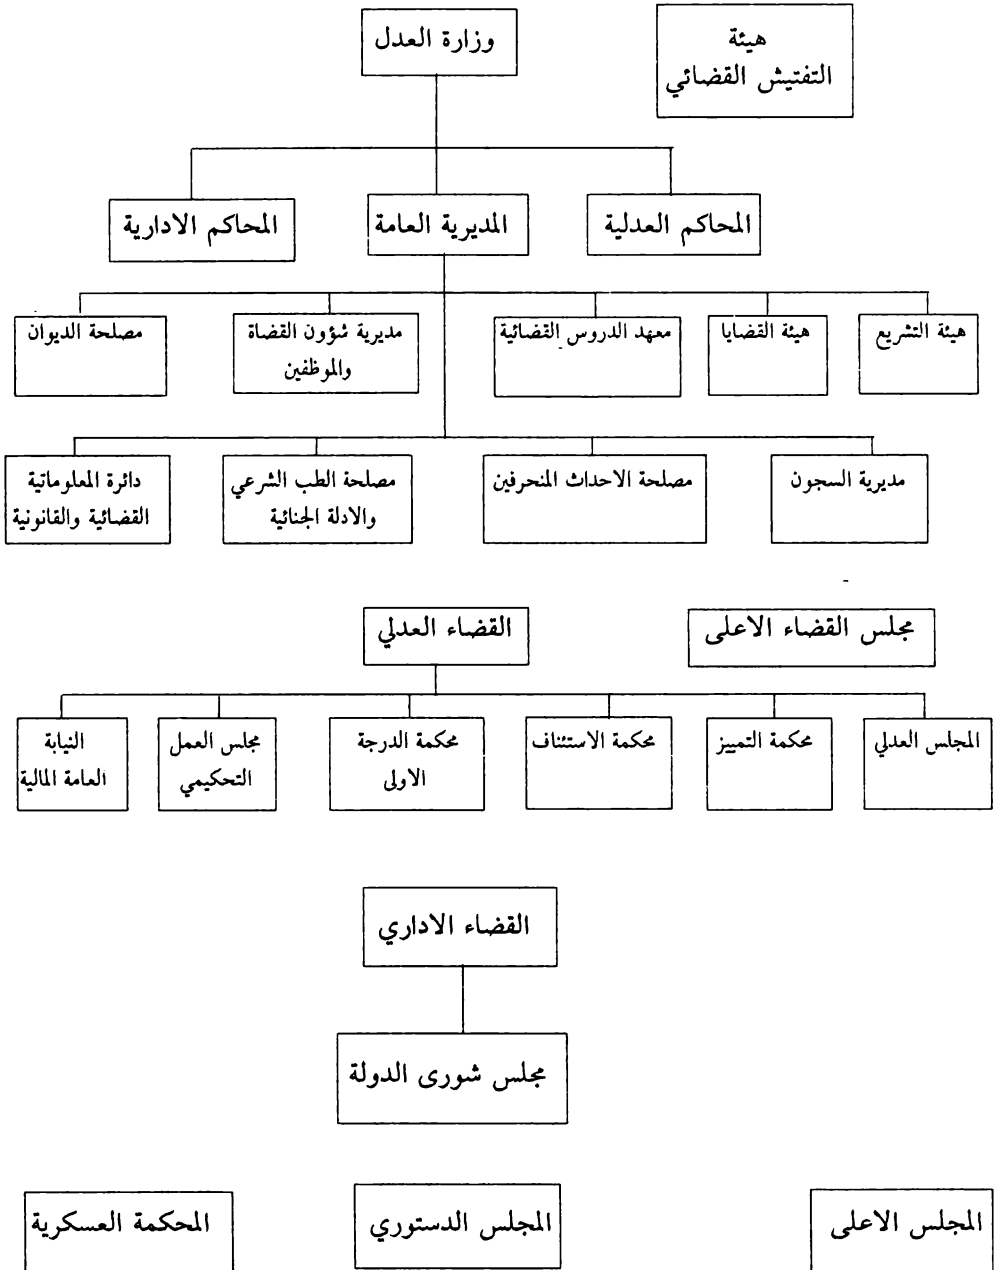 هيئة
التفتيش القضائي
وزارة العدل
المحاكم العدلية
المديرية العامة
المحاكم الادارية
هيئة التشريع
هيئة القضايا
معهد الدروس القضائية
مديرية شؤون القضاة
والموظفين
مصلحة الديوان
مديرية السجون
مصلحة الاحداث المنحرفين
مصلحة الطب الشرعي
والادلة الجنائية
دائرة المعلوماتية
القضائية والقانونية
مجلس القضاء الاعلى
القضاء العدلي
المجلس العدلي
محكمة التمييز
محكمة الاستئناف
محكمة الدرجة
الاولى
مجلس العمل
التحكيمي
النيابة
العامة المالية
القضاء الاداري
مجلس شورى الدولة
المجلس الاعلى
المجلس الدستوري
المحكمة العسكرية